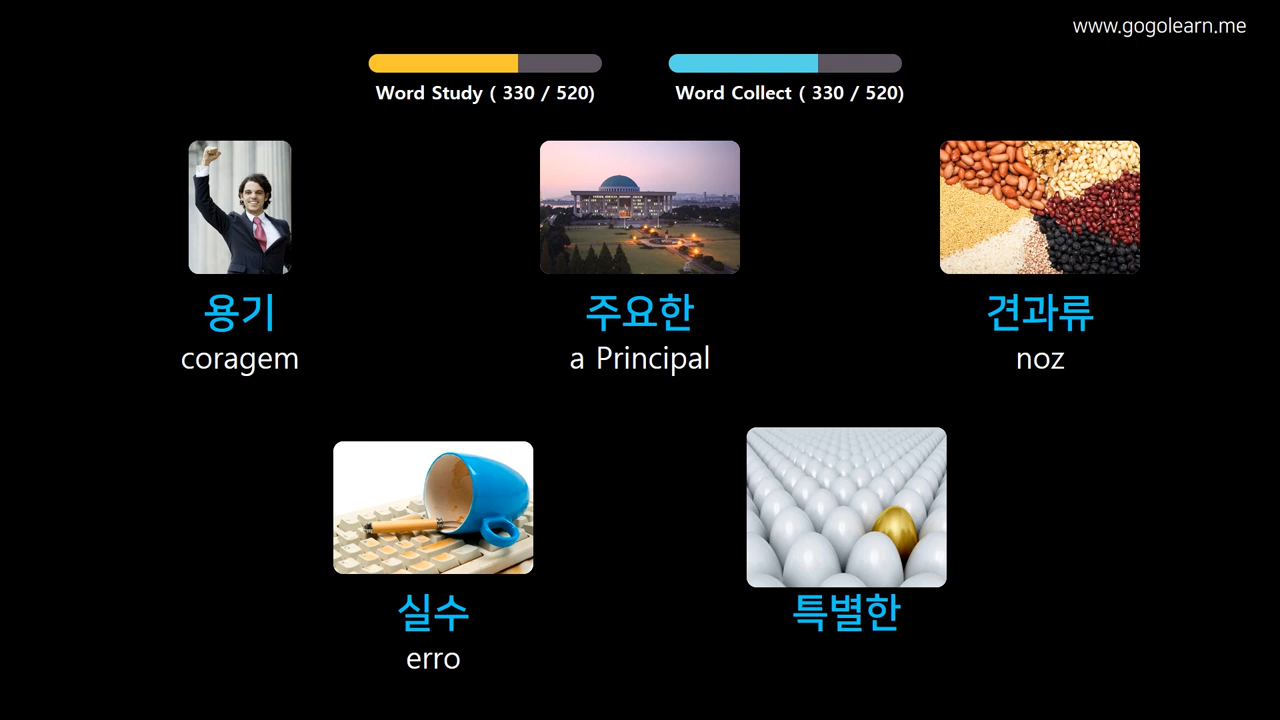 www.gogolearn.me
Word Study ( 330 / 520)
Word Collect ( 330 / 520)
용기
coragem
주요한
a Principal
견과류
noz
실수
erro
특별한